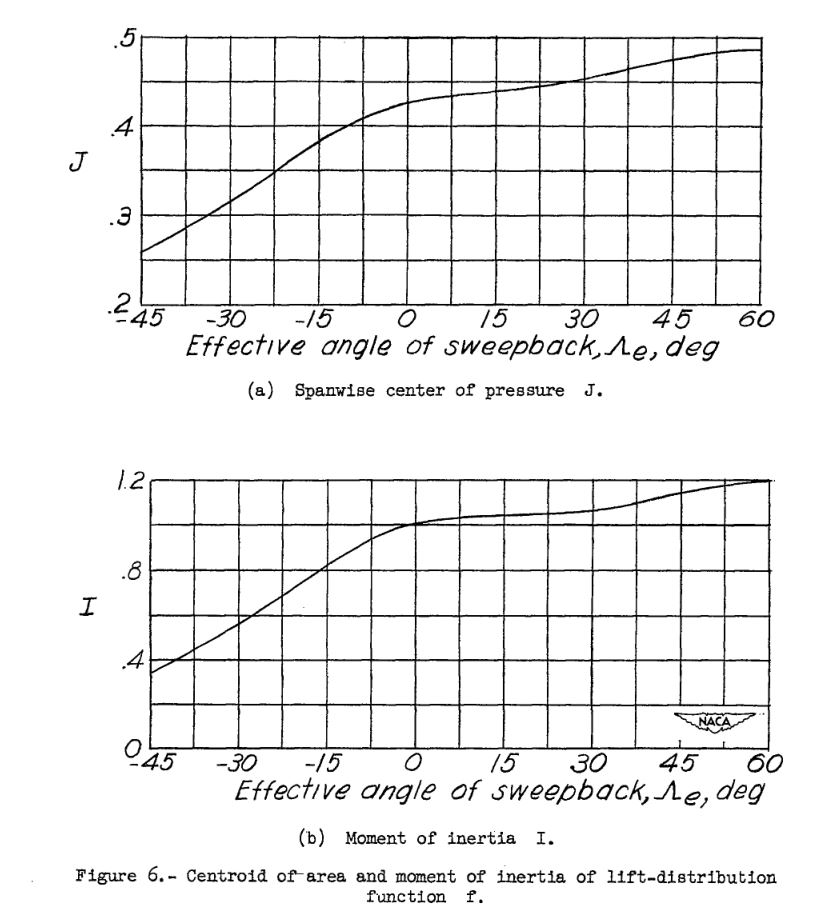 .5
.4
J
.3
.2
-45 -30 -15 0 15 30 45 60
Effective angle of sweepback, Λe, deg
(a) Spanwise center of pressure J.
1.2
.8
I
.4
0
-45 -30 -15 0 15 30 45 60
NACA
Effective angle of sweepback, Λe, deg
(b) Moment of inertia I.
Figure 6.- Centroid of area and moment of inertia of lift-distribution
function f.